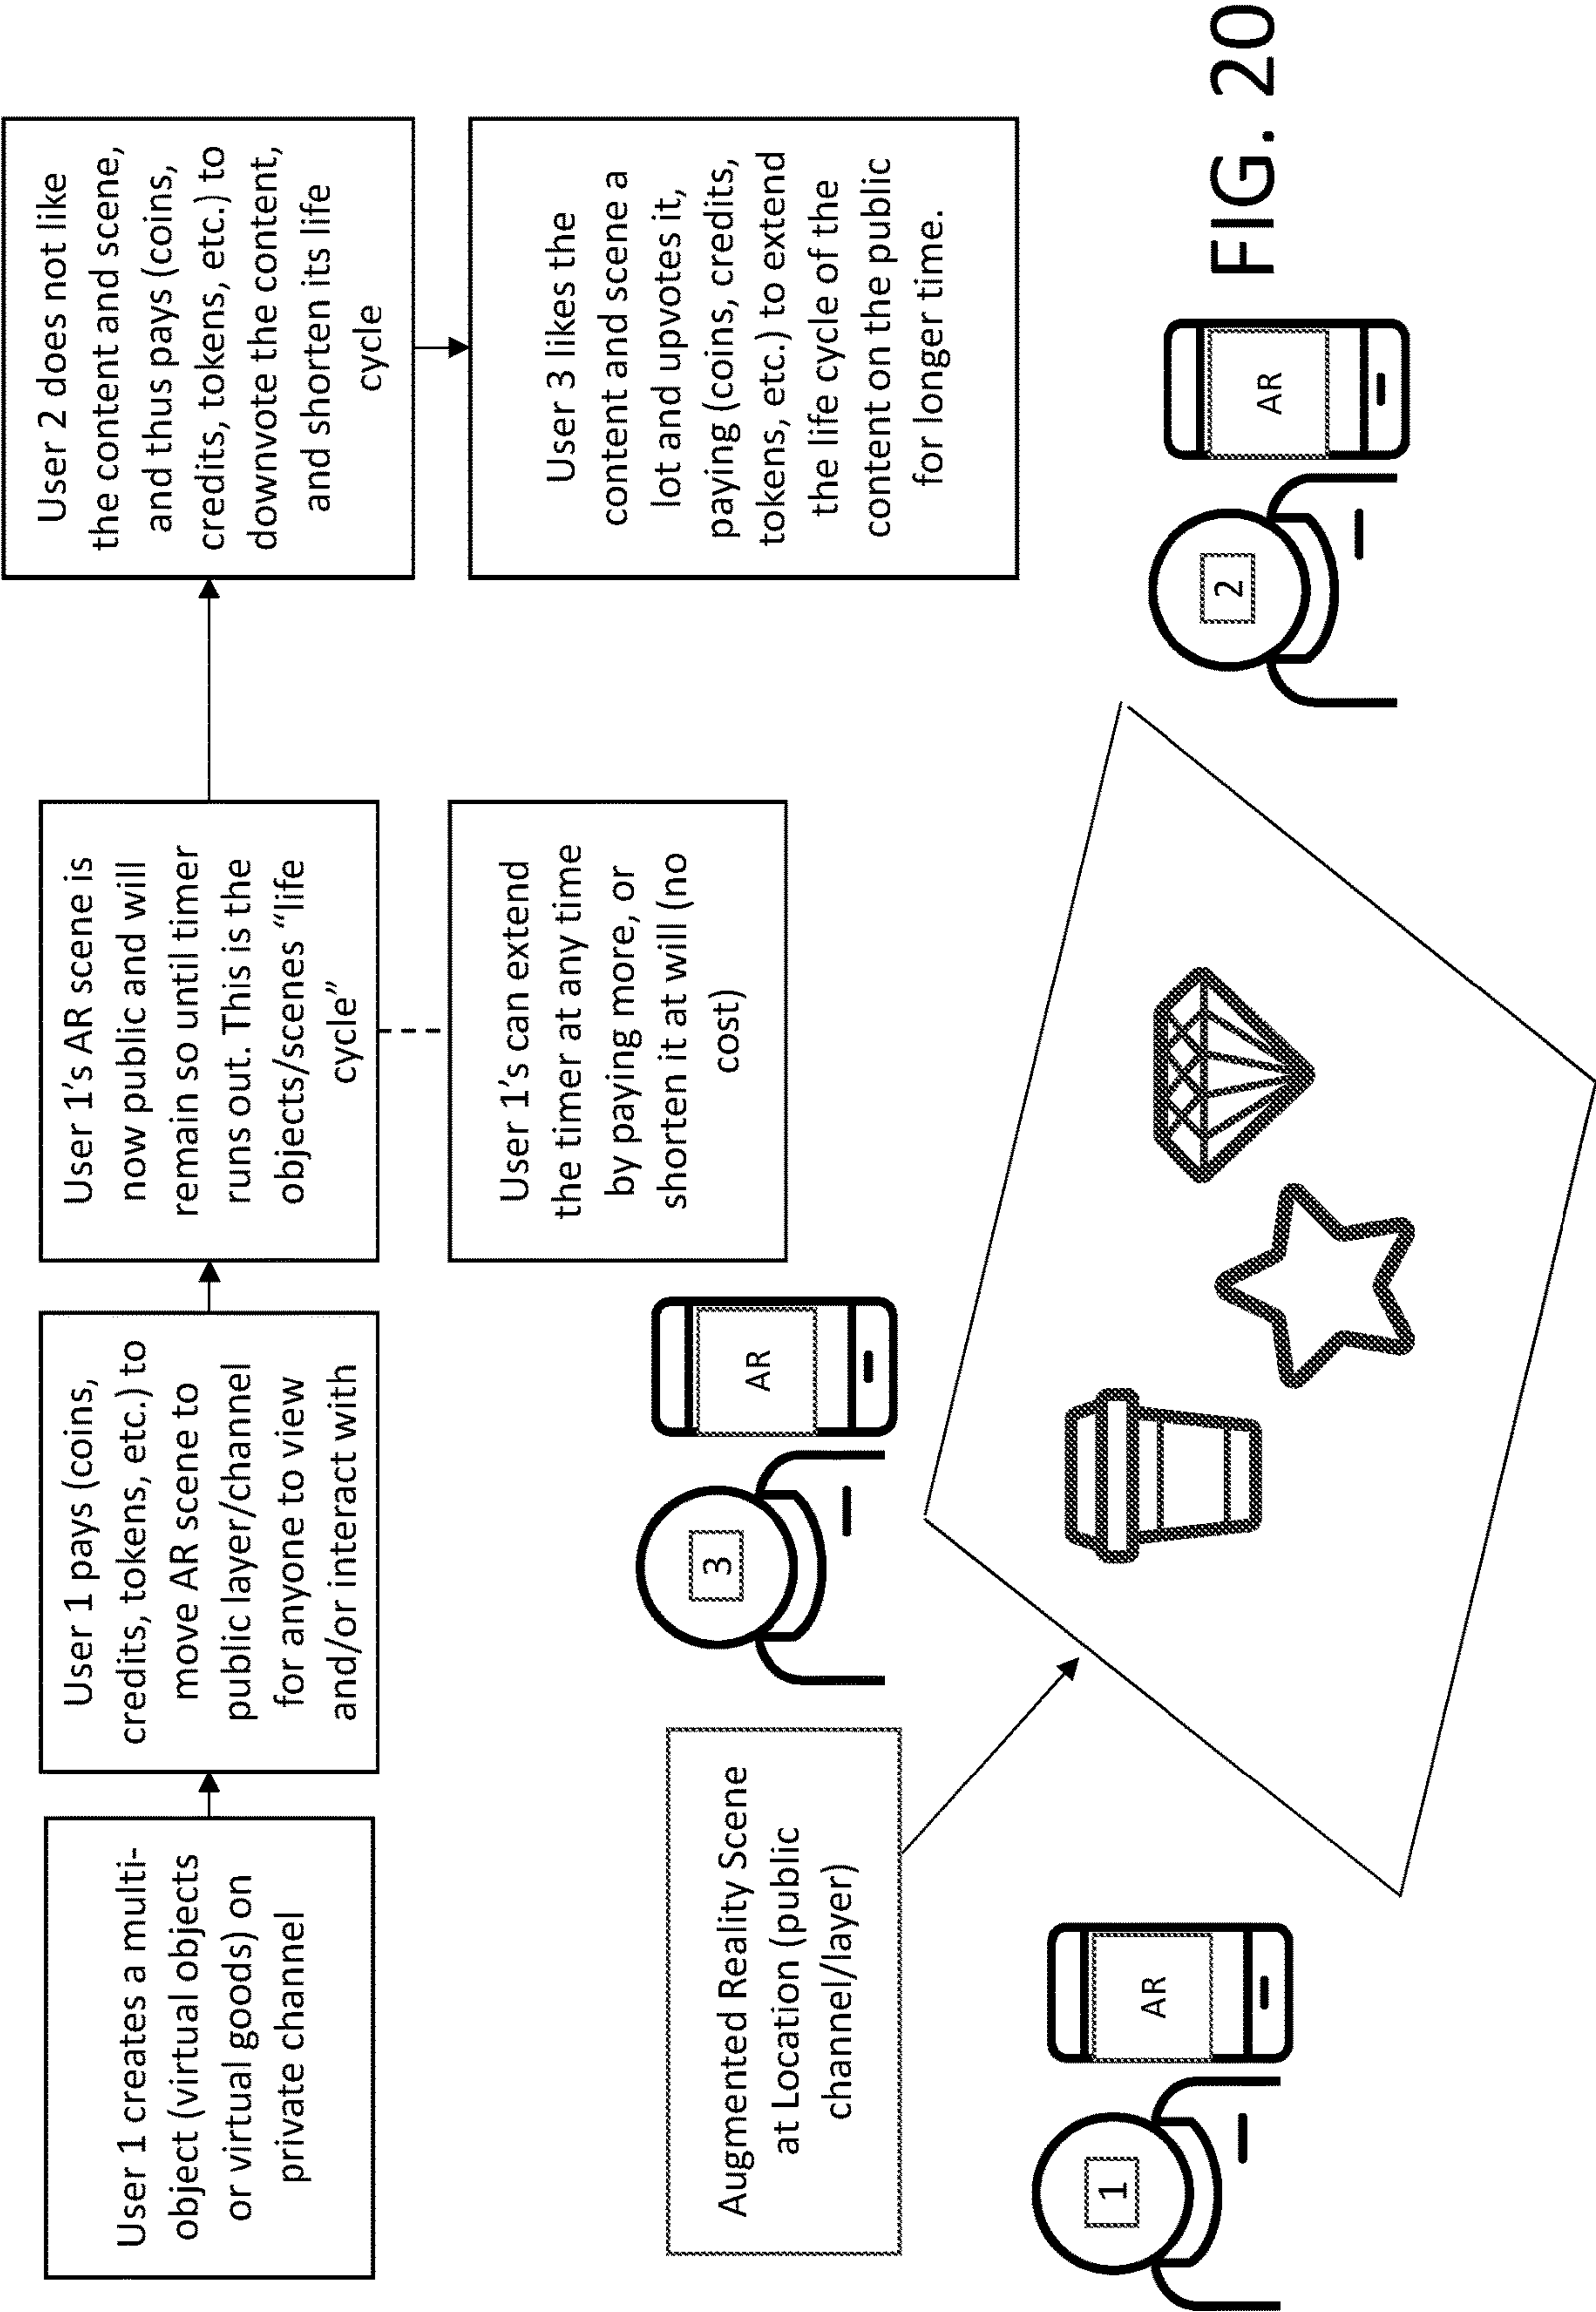 User 1 creates a multi-
object (virtual objects
or virtual goods) on
private channel
User 1 pays (coins,
credits, tokens, etc.) to
move AR scene to
public layer/channel
for anyone to view
and/or interact with
User 1's AR scene is
now public and will
remain so until timer
runs out. This is the
objects/scenes “life
cycle”
User 1's can extend
the timer at any time
by paying more, or
shorten it at will (no
cost)
User 2 does not like
the content and scene,
and thus pays (coins,
credits, tokens, etc.) to
downvote the content,
and shorten its life
cycle
User 3 likes the
content and scene a
lot and upvotes it,
paying (coins, credits,
tokens, etc.) to extend
the life cycle of the
content on the public
for longer time.
Augmented Reality Scene
at Location (public
channel/layer)
3
AR
1
AR
2
AR
FIG. 20